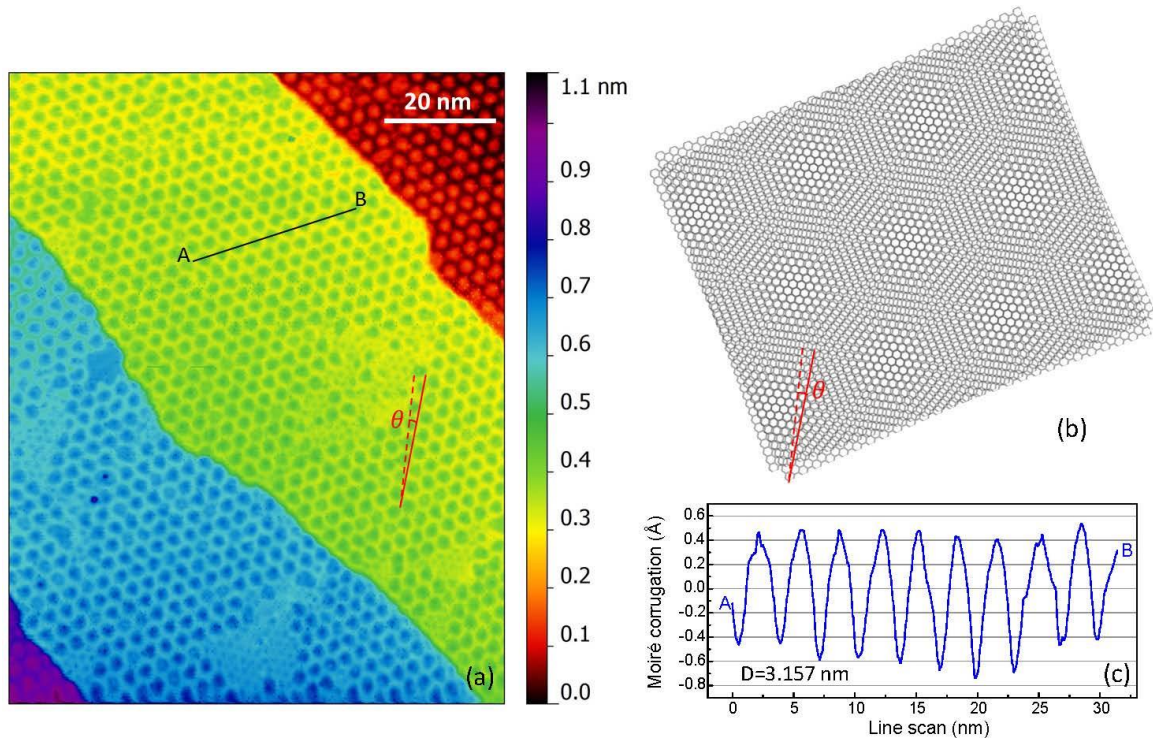 20 nm
A
B
θ
(a)
1.1 nm
0.9
0.8
0.7
0.6
0.5
0.4
0.3
0.2
0.1
0.0
θ
(b)
Moiré corrugation (Å)
0.6
0.4
0.2
0.0
-0.2
-0.4
-0.6
-0.8
A
B
D=3.157 nm
(c)
0 5 10 15 20 25 30
Line scan (nm)